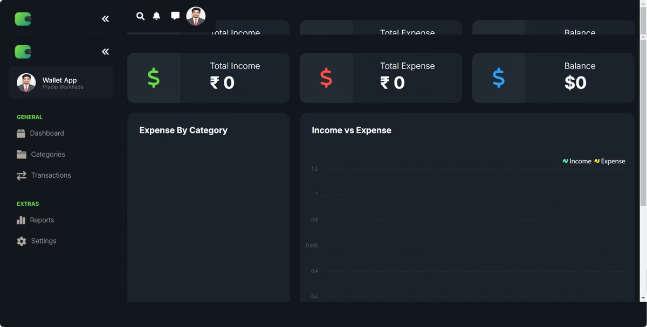 Total Income
Total Expense
Balance
Wallet App
Pradip Warkhade
Total Income
₹ 0
Total Expense
₹ 0
Balance
$0
GENERAL
Dashboard
Categories
Transactions
EXTRAS
Reports
Settings
Expense By Category
Income vs Expense
Income
Expense
1.2
1
0.8
0.600
0.4
0.2